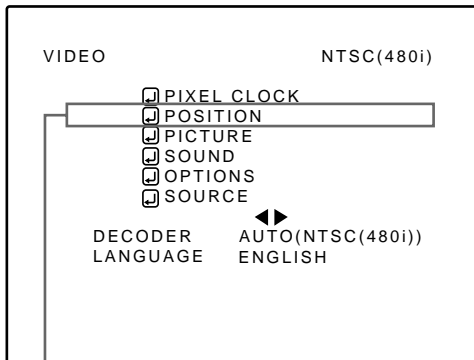 VIDEO NTSC(480i)
PIXEL CLOCK
POSITION
PICTURE
SOUND
OPTIONS
SOURCE
DECODER AUTO(NTSC(480i))
LANGUAGE ENGLISH